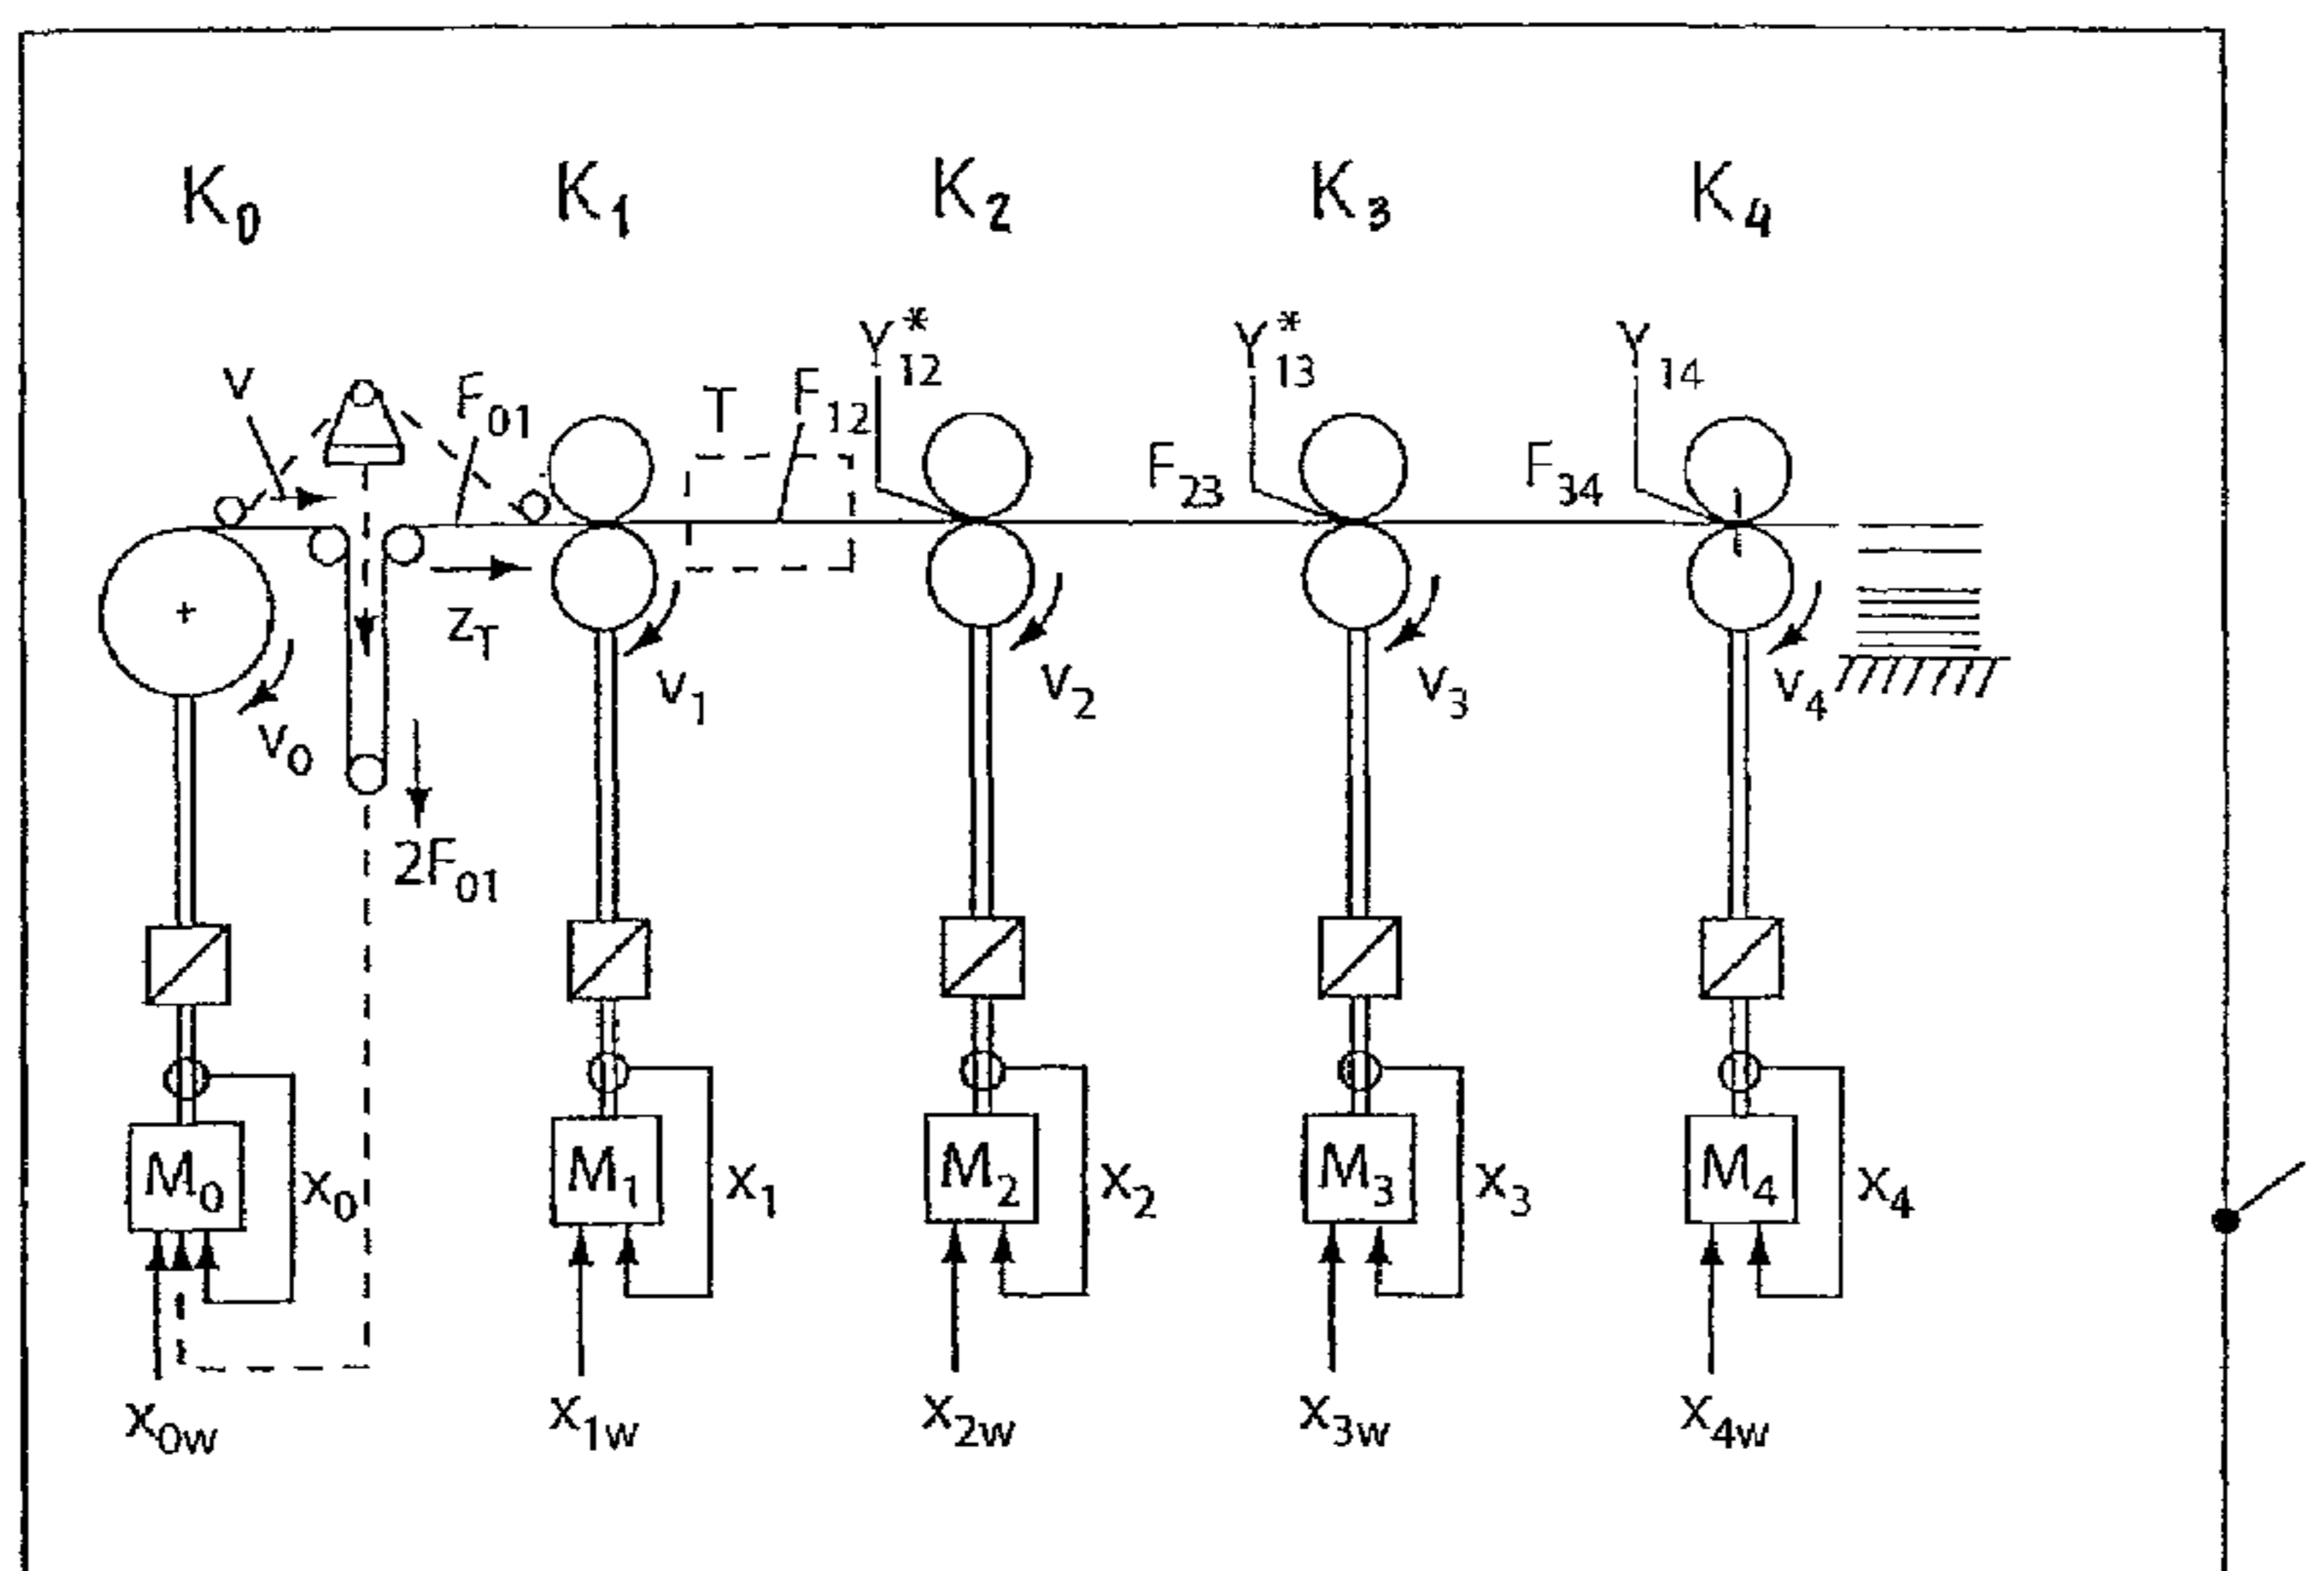 K0 K1 K2 K3 K4
Y*12 Y*13 Y14
V F01 T F12
F23 F34
zT
v0 v1 v2 v3 v4
2F01
M0 x0 M1 x1 M2 x2 M3 x3 M4 x4
x0w x1w x2w x3w x4w